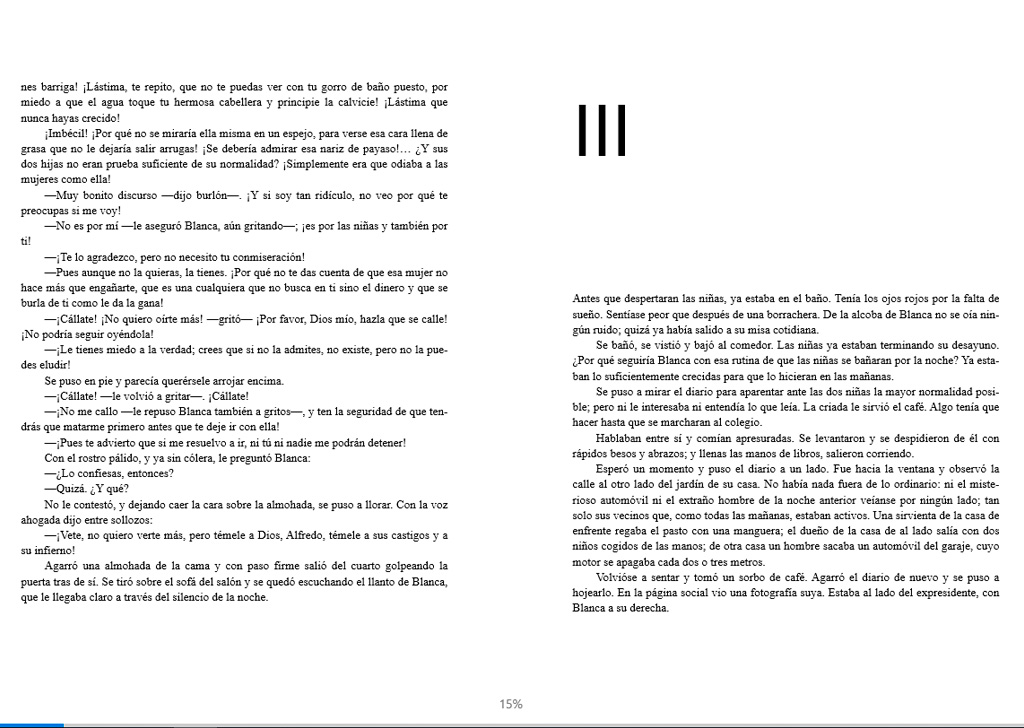 nes barriga! ¡Lástima, te repito, que no te puedas ver con tu gorro de baño puesto, por
miedo a que el agua toque tu hermosa cabellera y principie la calvicie! ¡Lástima que
nunca hayas crecido!
¡Imbécil! ¡Por qué no se miraría ella misma en un espejo, para verse esa cara llena de
grasa que no le dejaría salir arrugas! ¡Se debería admirar esa nariz de payaso!… ¿Y sus
dos hijas no eran prueba suficiente de su normalidad? ¡Simplemente era que odiaba a las
mujeres como ella!
—Muy bonito discurso —dijo burlón—. ¡Y si soy tan ridículo, no veo por qué te
preocupas si me voy!
—No es por mí —le aseguró Blanca, aún gritando—; ¡es por las niñas y también por
ti!
—¡Te lo agradezco, pero no necesito tu conmiseración!
—Pues aunque no la quieras, la tienes. ¡Por qué no te das cuenta de que esa mujer no
hace más que engañarte, que es una cualquiera que no busca en ti sino el dinero y que se
burla de ti como le da la gana!
—¡Cállate! ¡No quiero oírte más! —gritó— ¡Por favor, Dios mío, hazla que se calle!
¡No podría seguir oyéndola!
—¡Le tienes miedo a la verdad; crees que si no la admites, no existe, pero no la pue-
des eludir!
Se puso en pie y parecía querérsele arrojar encima.
—¡Cállate! —le volvió a gritar—. ¡Cállate!
—¡No me callo —le repuso Blanca también a gritos—, y ten la seguridad de que ten-
drás que matarme primero antes que te deje ir con ella!
—¡Pues te advierto que si me resuelvo a ir, ni tú ni nadie me podrán detener!
Con el rostro pálido, y ya sin cólera, le preguntó Blanca:
—¿Lo confiesas, entonces?
—Quizá. ¿Y qué?
No le contestó, y dejando caer la cara sobre la almohada, se puso a llorar. Con la voz
ahogada dijo entre sollozos:
—¡Vete, no quiero verte más, pero témele a Dios, Alfredo, témele a sus castigos y a
su infierno!
Agarró una almohada de la cama y con paso firme salió del cuarto golpeando la
puerta tras de sí. Se tiró sobre el sofá del salón y se quedó escuchando el llanto de Blanca,
que le llegaba claro a través del silencio de la noche.
III
Antes que despertaran las niñas, ya estaba en el baño. Tenía los ojos rojos por la falta de
sueño. Sentíase peor que después de una borrachera. De la alcoba de Blanca no se oía nin-
gún ruido; quizá ya había salido a su misa cotidiana.
Se bañó, se vistió y bajó al comedor. Las niñas ya estaban terminando su desayuno.
¿Por qué seguiría Blanca con esa rutina de que las niñas se bañaran por la noche? Ya esta-
ban lo suficientemente crecidas para que lo hicieran en las mañanas.
Se puso a mirar el diario para aparentar ante las dos niñas la mayor normalidad posi-
ble; pero ni le interesaba ni entendía lo que leía. La criada le sirvió el café. Algo tenía que
hacer hasta que se marcharan al colegio.
Hablaban entre sí y comían apresuradas. Se levantaron y se despidieron de él con
rápidos besos y abrazos; y llenas las manos de libros, salieron corriendo.
Esperó un momento y puso el diario a un lado. Fue hacia la ventana y observó la
calle al otro lado del jardín de su casa. No había nada fuera de lo ordinario: ni el miste-
rioso automóvil ni el extraño hombre de la noche anterior veíanse por ningún lado; tan
solo sus vecinos que, como todas las mañanas, estaban activos. Una sirvienta de la casa de
enfrente regaba el pasto con una manguera; el dueño de la casa de al lado salía con dos
niños cogidos de las manos; de otra casa un hombre sacaba un automóvil del garaje, cuyo
motor se apagaba cada dos o tres metros.
Volvióse a sentar y tomó un sorbo de café. Agarró el diario de nuevo y se puso a
hojearlo. En la página social vio una fotografía suya. Estaba al lado del expresidente, con
Blanca a su derecha.
15%